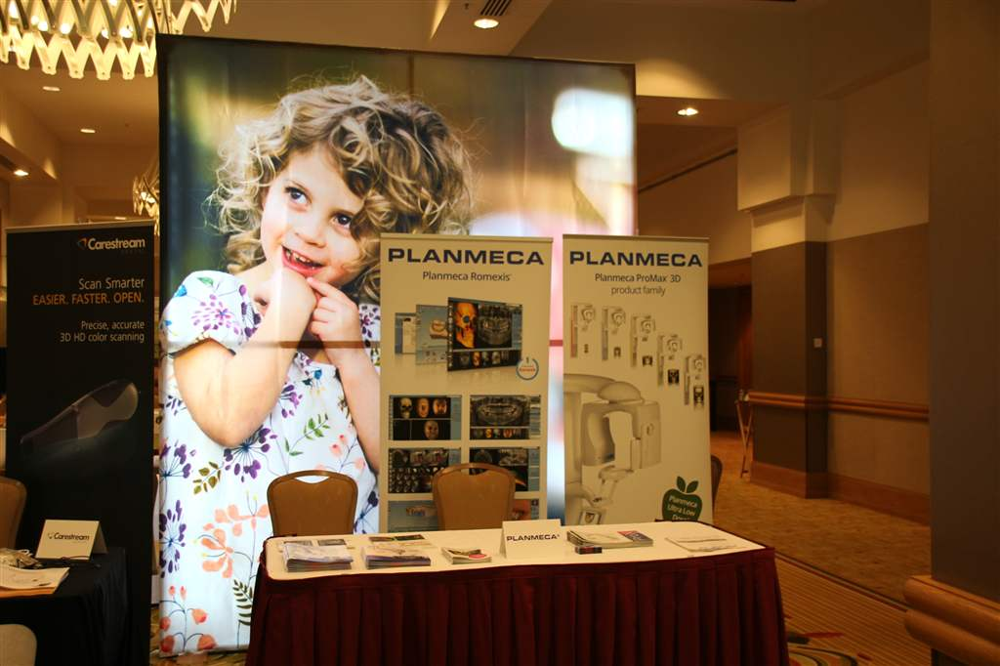 Carestream
Scan Smarter
EASIER. FASTER. OPEN.
Precise, accurate
3D HD color scanning
Carestream
PLANMECA
Planmeca Romexis®
PLANMECA
Planmeca ProMax® 3D
product family
Planmeca
Ultra Low
Dose
PLANMECA